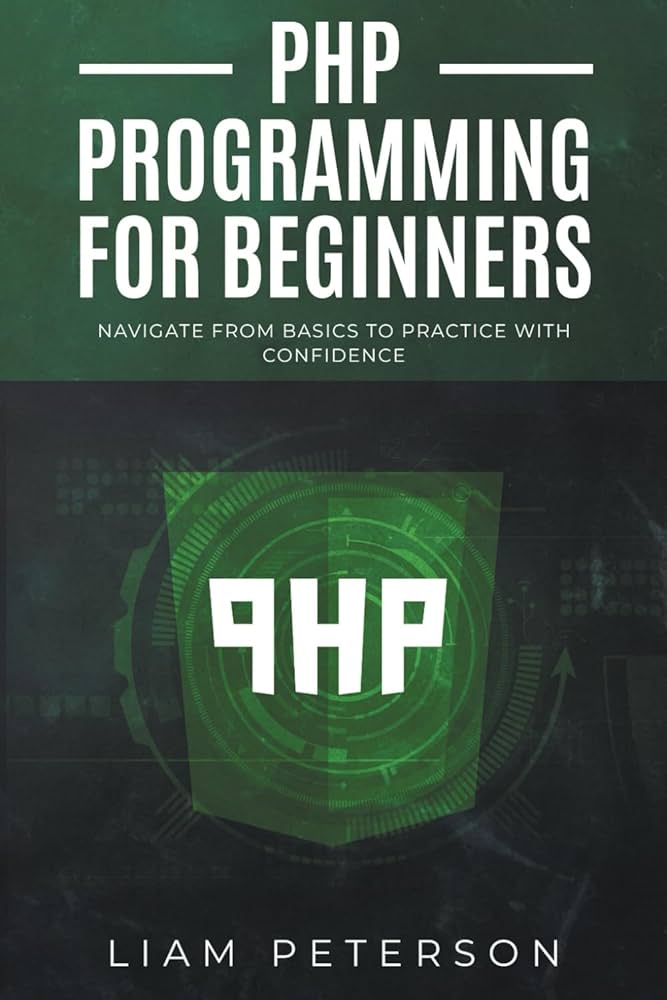 PHP
PROGRAMMING
FOR BEGINNERS
NAVIGATE FROM BASICS TO PRACTICE WITH
CONFIDENCE
PHP
LIAM PETERSON